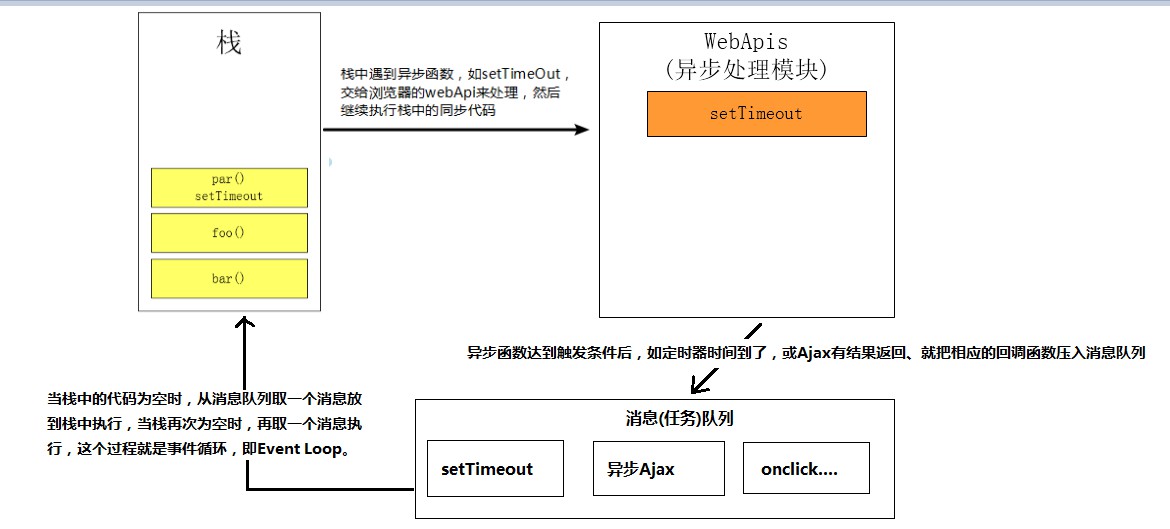 栈
par()
setTimeout
foo()
bar()
栈中遇到异步函数，如setTimeOut，
交给浏览器的webApi来处理，然后
继续执行栈中的同步代码
WebApis
(异步处理模块)
setTimeout
异步函数达到触发条件后，如定时器时间到了，或Ajax有结果返回、就把相应的回调函数压入消息队列
当栈中的代码为空时，从消息队列取一个消息放
到栈中执行，当栈再次为空时，再取一个消息执
行，这个过程就是事件循环，即Event Loop。
消息(任务)队列
setTimeout
异步Ajax
onclick....